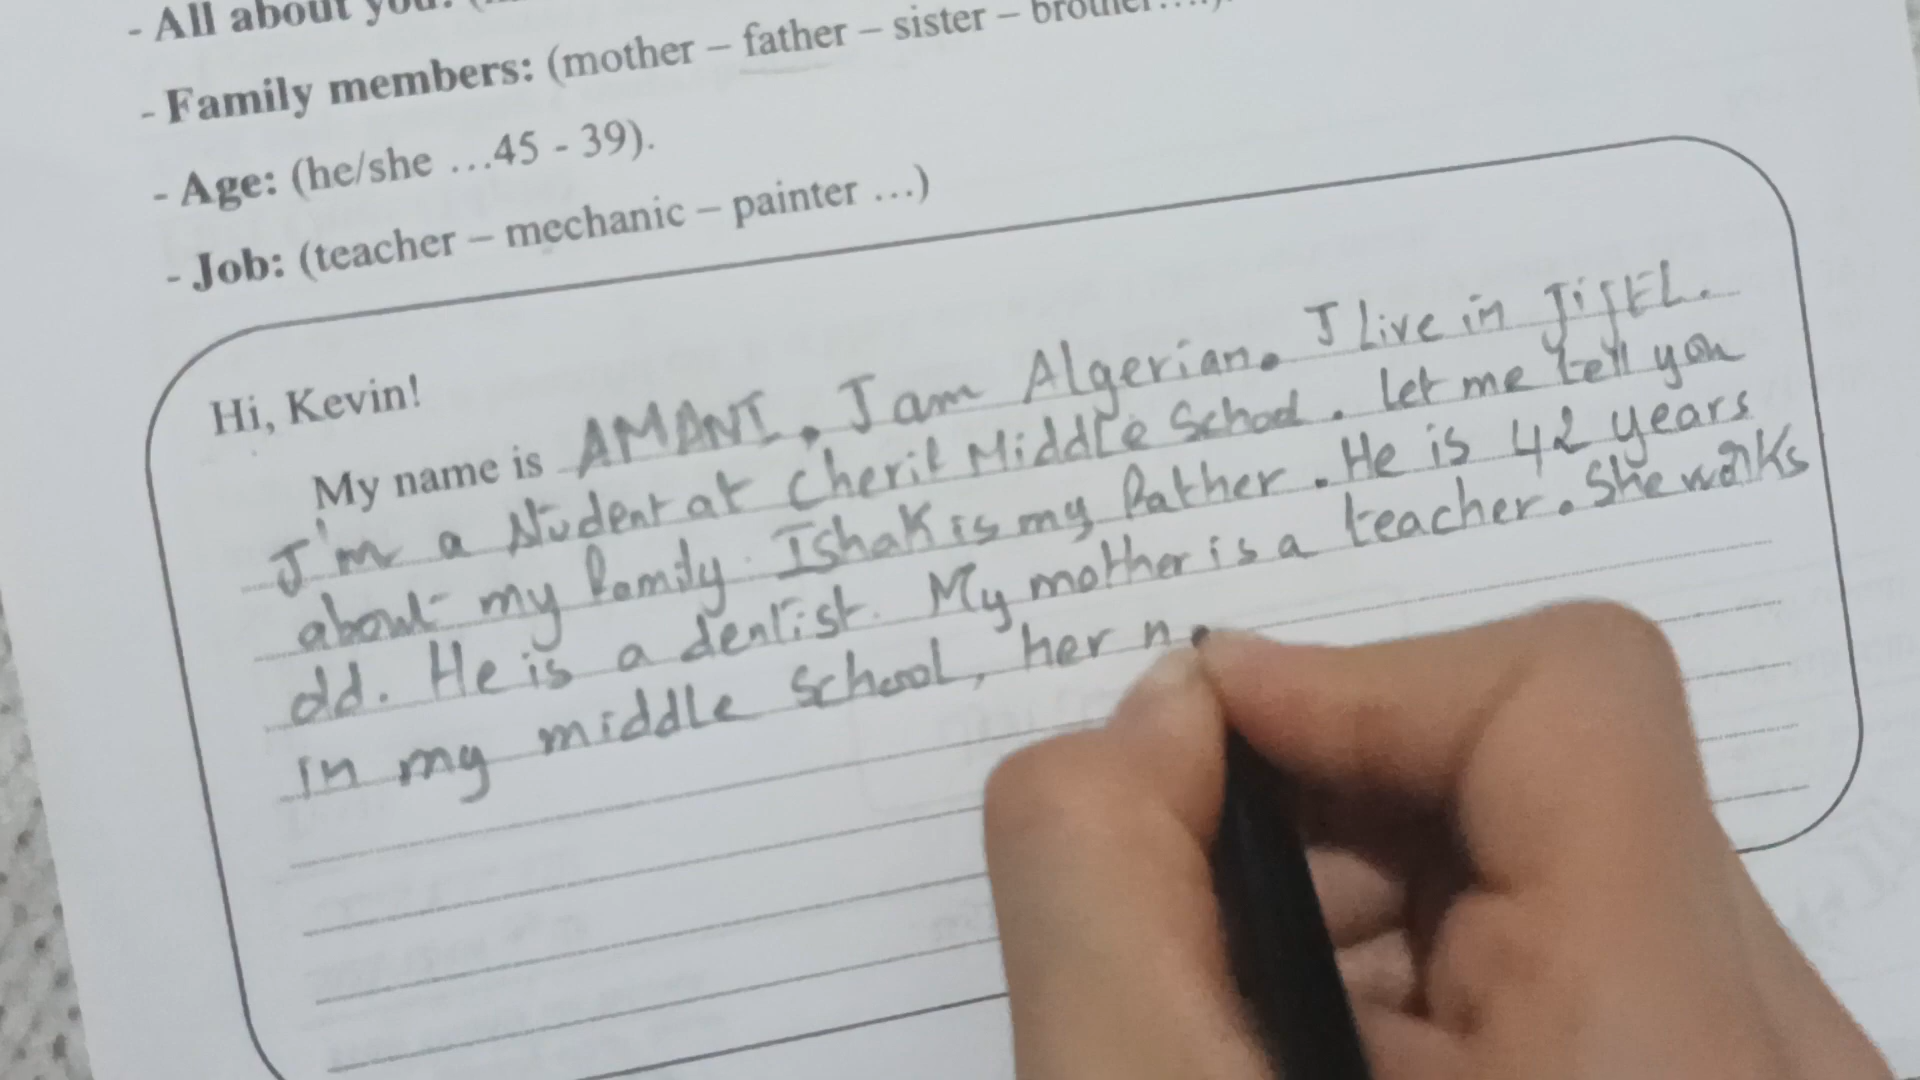 - All about you:
- Family members: (mother – father – sister – brother….).
- Age: (he/she …45 - 39).
- Job: (teacher – mechanic – painter …)
Hi, Kevin!
My name is AMANI. I am Algerian. I live in JiJEL.
I'm a student at Cherif Middle School. let me tell you
about my family. Ishak is my father. He is 42 years
old. He is a dentist. My mother is a teacher. She works
in my middle school, her n